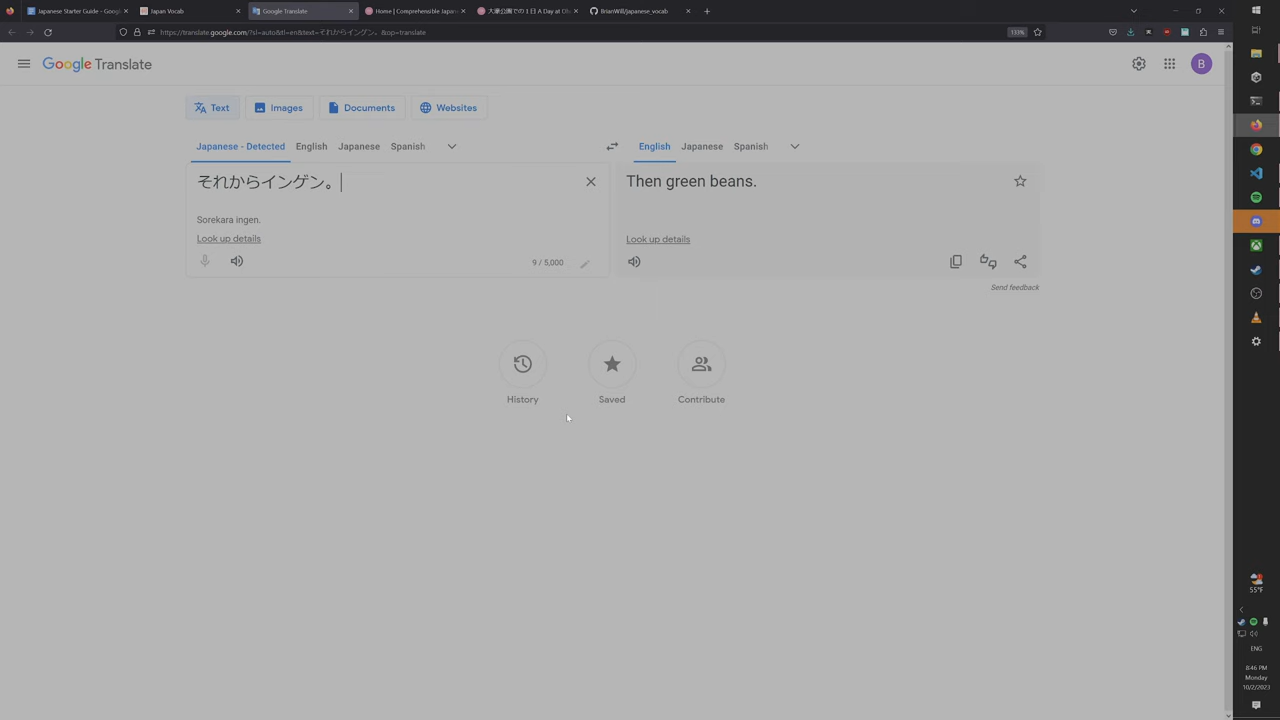 Japanese Starter Guide - Googl
Japan Vocab
Google Translate
Home | Comprehensible Japane
大濠公園での１日 A Day at Oh
BrianWill/japanese_vocab
https://translate.google.com/?sl=auto&tl=en&text=それからインゲン。&op=translate
133%
Google Translate
B
Text
Images
Documents
Websites
Japanese - Detected
English
Japanese
Spanish
English
Japanese
Spanish
それからインゲン。
Then green beans.
Sorekara ingen.
Look up details
Look up details
9 / 5,000
Send feedback
History
Saved
Contribute
55°F
ENG
8:46 PM
Monday
10/2/2023